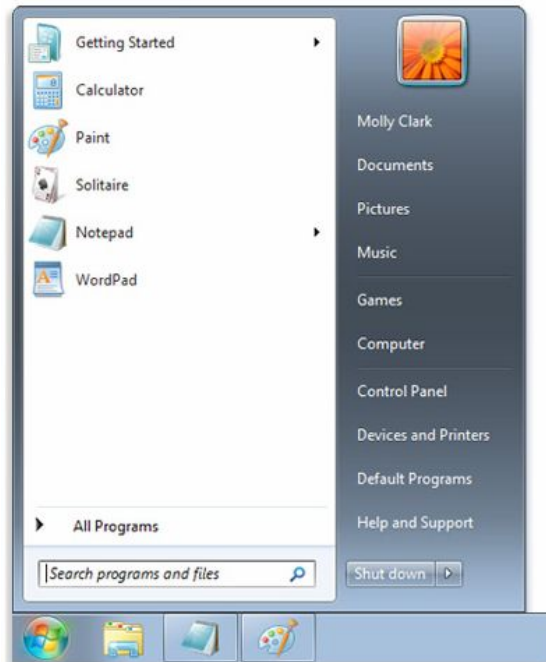 Getting Started
Calculator
Paint
Solitaire
Notepad
WordPad
All Programs
Search programs and files
Molly Clark
Documents
Pictures
Music
Games
Computer
Control Panel
Devices and Printers
Default Programs
Help and Support
Shut down